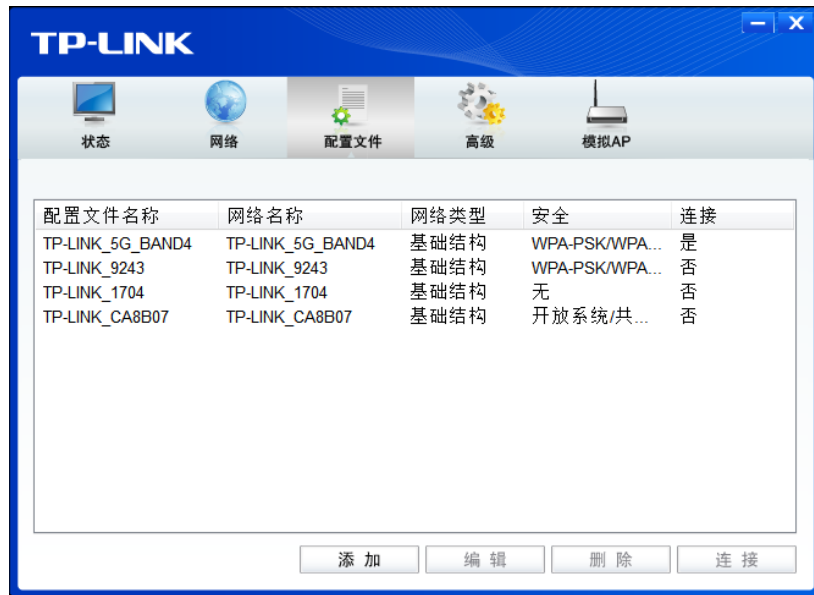 TP-LINK
状态 网络 配置文件 高级 模拟AP
配置文件名称 网络名称 网络类型 安全 连接
TP-LINK_5G_BAND4 TP-LINK_5G_BAND4 基础结构 WPA-PSK/WPA... 是
TP-LINK_9243 TP-LINK_9243 基础结构 WPA-PSK/WPA... 否
TP-LINK_1704 TP-LINK_1704 基础结构 无 否
TP-LINK_CA8B07 TP-LINK_CA8B07 基础结构 开放系统/共... 否
添加 编辑 删除 连接